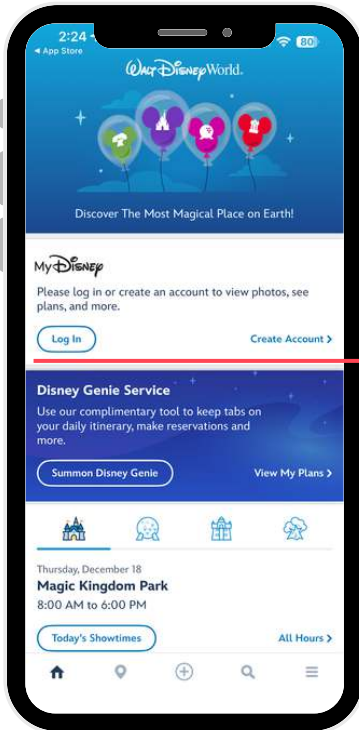 2:24
80
App Store
Walt Disney World.
Discover The Most Magical Place on Earth!
My Disney
Please log in or create an account to view photos, see
plans, and more.
Log In
Create Account
Disney Genie Service
Use our complimentary tool to keep tabs on
your daily itinerary, make reservations and
more.
Summon Disney Genie
View My Plans
Thursday, December 18
Magic Kingdom Park
8:00 AM to 6:00 PM
Today's Showtimes
All Hours